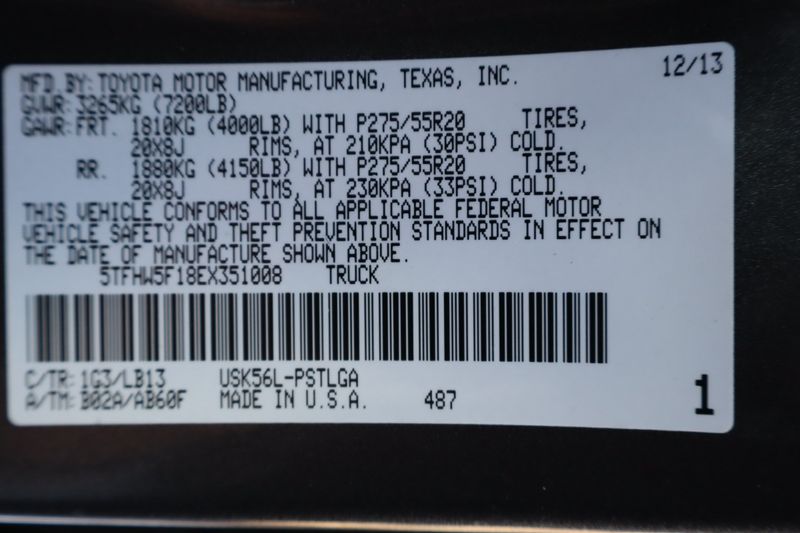 MFD. BY: TOYOTA MOTOR MANUFACTURING, TEXAS, INC. 12/13
GVWR: 3265KG (7200LB)
GAWR: FRT. 1810KG (4000LB) WITH P275/55R20 TIRES,
20X8J RIMS, AT 210KPA (30PSI) COLD.
RR. 1880KG (4150LB) WITH P275/55R20 TIRES,
20X8J RIMS, AT 230KPA (33PSI) COLD.
THIS VEHICLE CONFORMS TO ALL APPLICABLE FEDERAL MOTOR
VEHICLE SAFETY AND THEFT PREVENTION STANDARDS IN EFFECT ON
THE DATE OF MANUFACTURE SHOWN ABOVE.
5TFHW5F18EX351008 TRUCK
C/TR: 1G3/LB13 USK56L-PSTLGA
A/TM: B02A/AB60F MADE IN U.S.A. 487 1